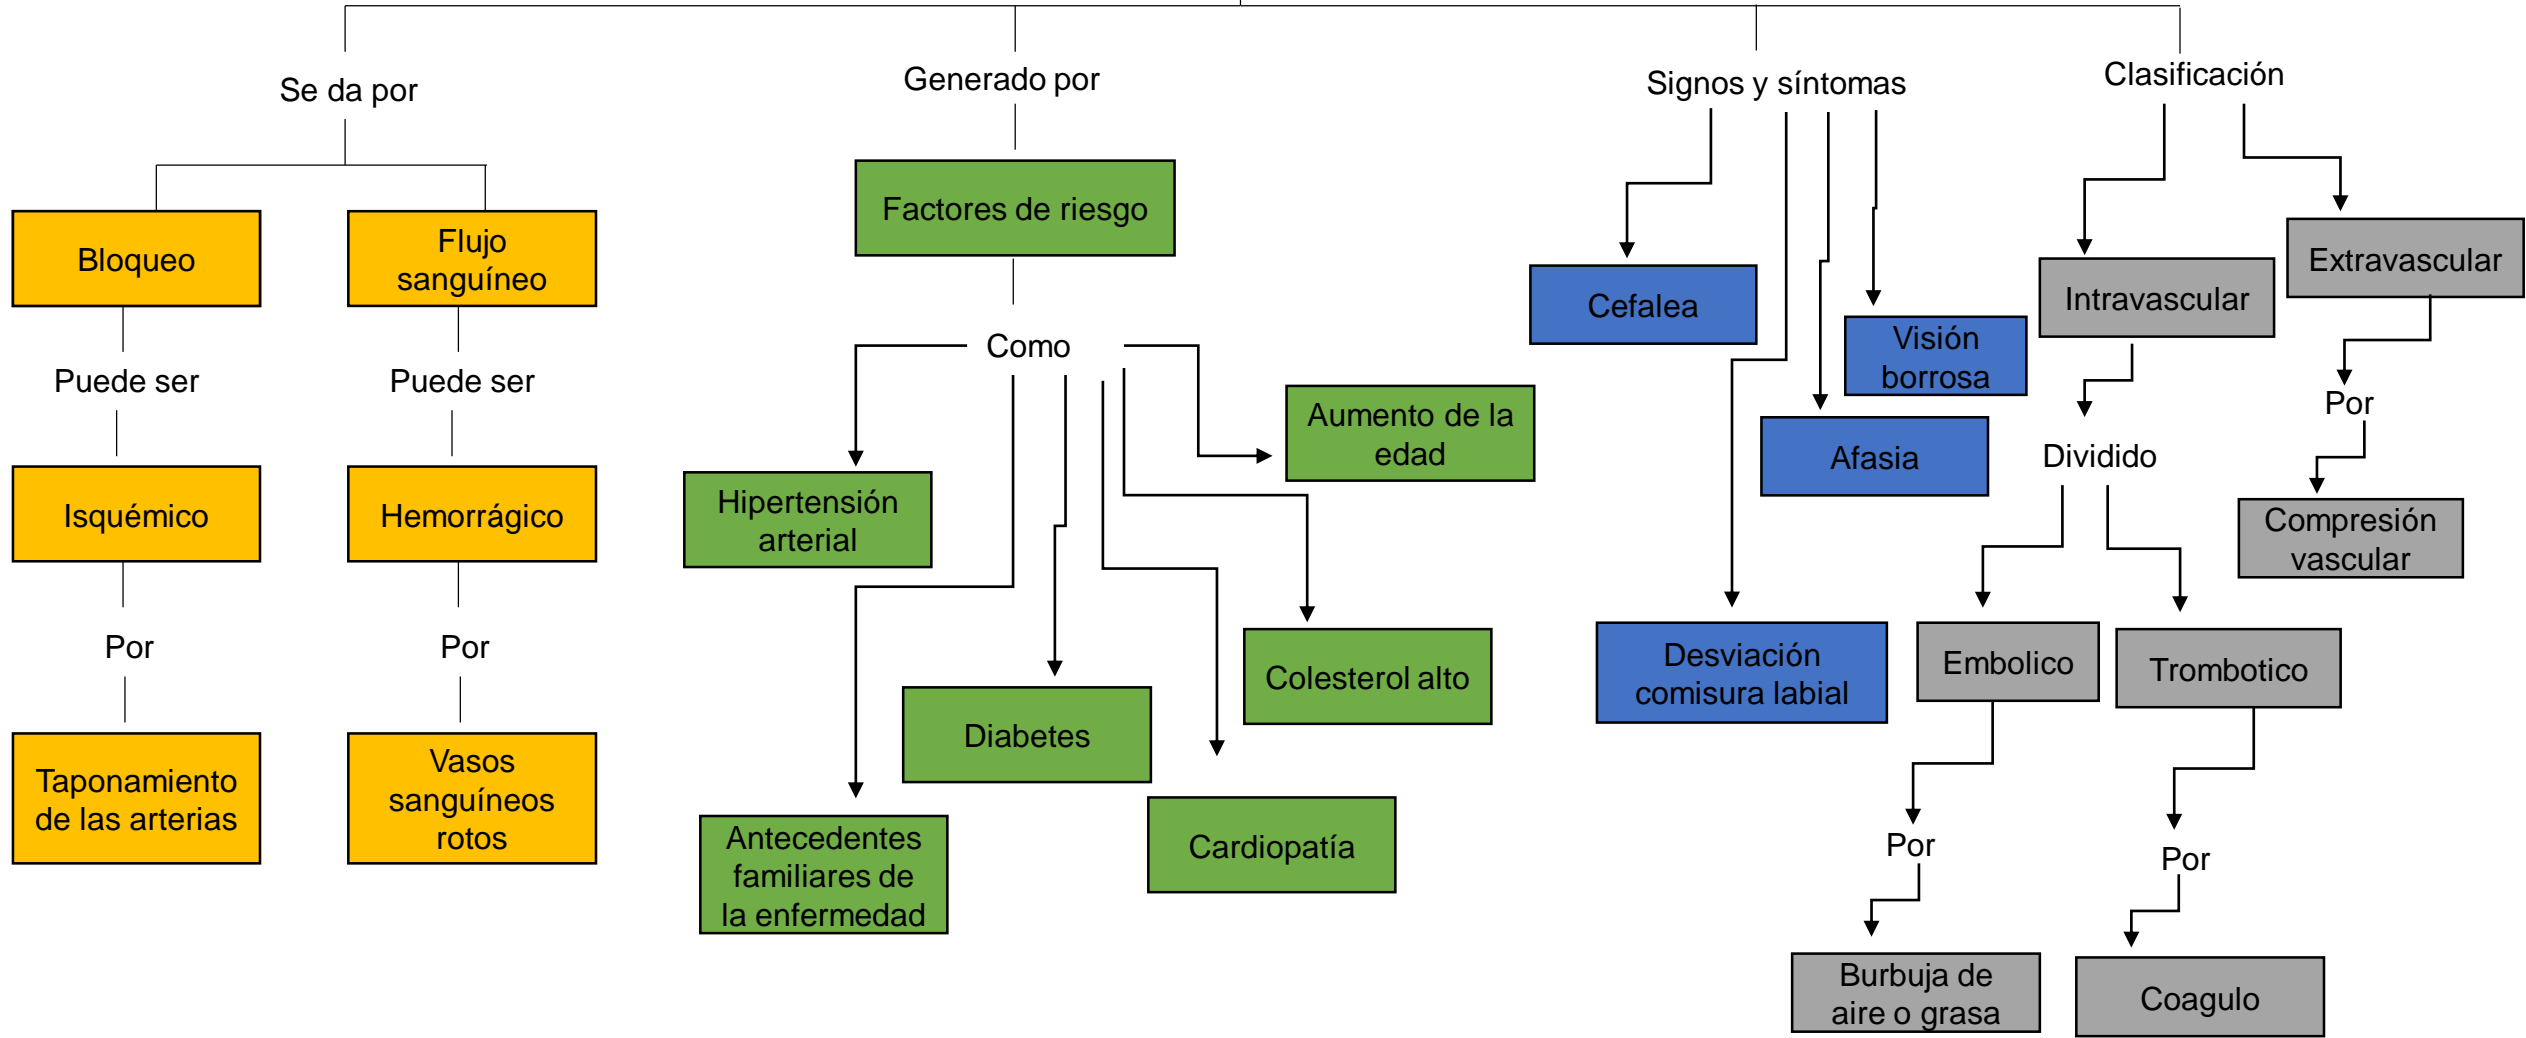 Se da por
Bloqueo
Flujo
sanguíneo
Puede ser
Puede ser
Isquémico
Hemorrágico
Por
Por
Taponamiento
de las arterias
Vasos
sanguíneos
rotos
Generado por
Factores de riesgo
Como
Hipertensión
arterial
Aumento de la
edad
Colesterol alto
Diabetes
Cardiopatía
Antecedentes
familiares de
la enfermedad
Signos y síntomas
Cefalea
Visión
borrosa
Afasia
Desviación
comisura labial
Clasificación
Intravascular
Extravascular
Por
Dividido
Compresión
vascular
Embolico
Trombotico
Por
Por
Burbuja de
aire o grasa
Coagulo